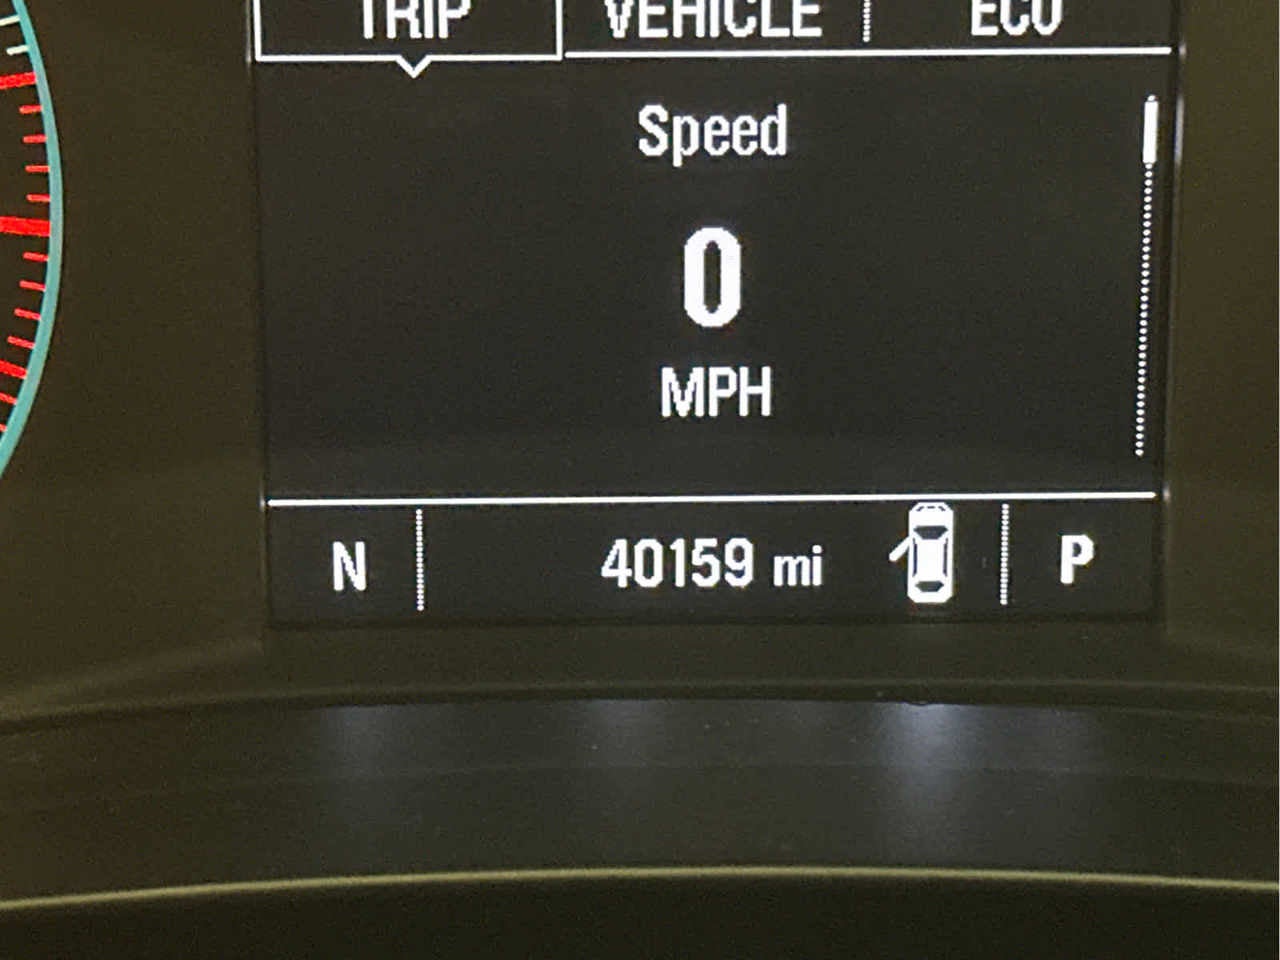 TRIP VEHICLE ECO
Speed
0
MPH
N 40159 mi P